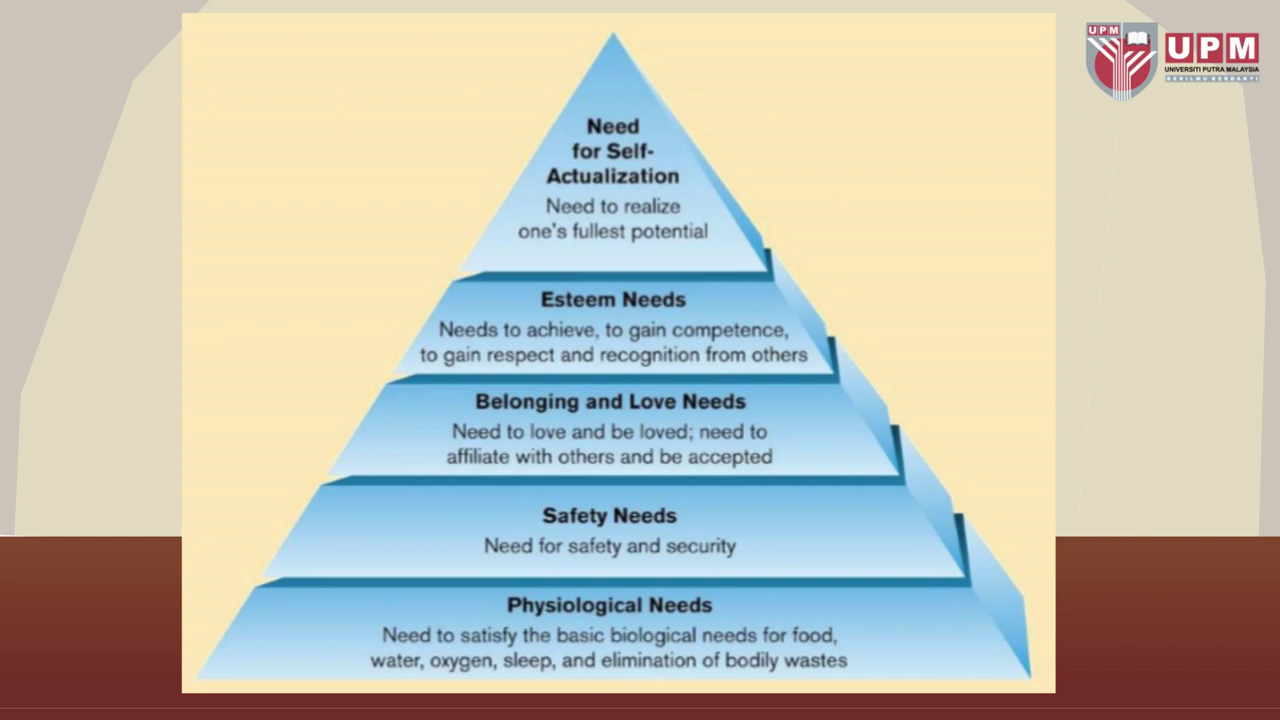 UPM
UPM
UNIVERSITI PUTRA MALAYSIA
BERILMU BERBAKTI
Need
for Self-
Actualization
Need to realize
one's fullest potential
Esteem Needs
Needs to achieve, to gain competence,
to gain respect and recognition from others
Belonging and Love Needs
Need to love and be loved; need to
affiliate with others and be accepted
Safety Needs
Need for safety and security
Physiological Needs
Need to satisfy the basic biological needs for food,
water, oxygen, sleep, and elimination of bodily wastes